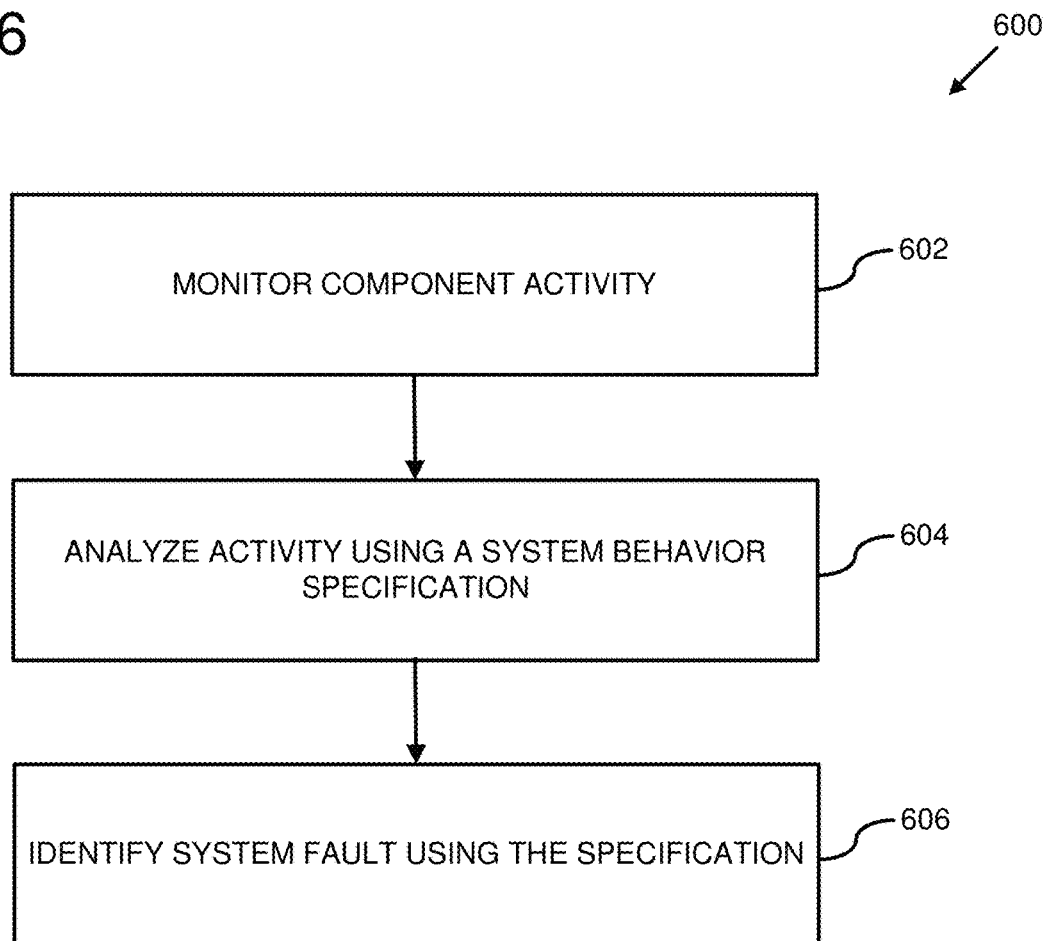 6
600
MONITOR COMPONENT ACTIVITY
602
ANALYZE ACTIVITY USING A SYSTEM BEHAVIOR
SPECIFICATION
604
IDENTIFY SYSTEM FAULT USING THE SPECIFICATION
606